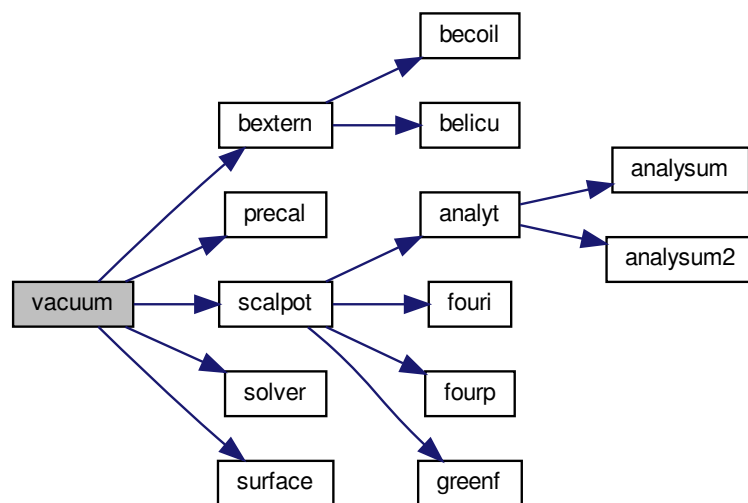 becoil
bextern
belicu
analysum
precal
analyt
analysum2
vacuum
scalpot
fouri
solver
fourp
surface
greenf